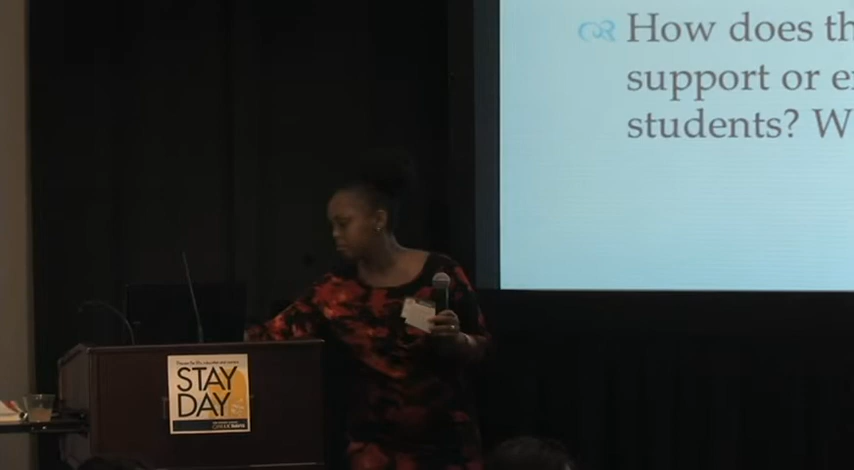 How does th
support or e
students? W
STAY
DAY